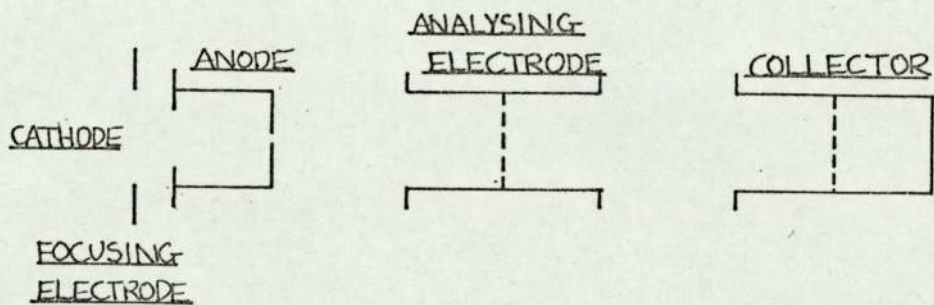 ANODE
ANALYSING
ELECTRODE
COLLECTOR
CATHODE
FOCUSING
ELECTRODE